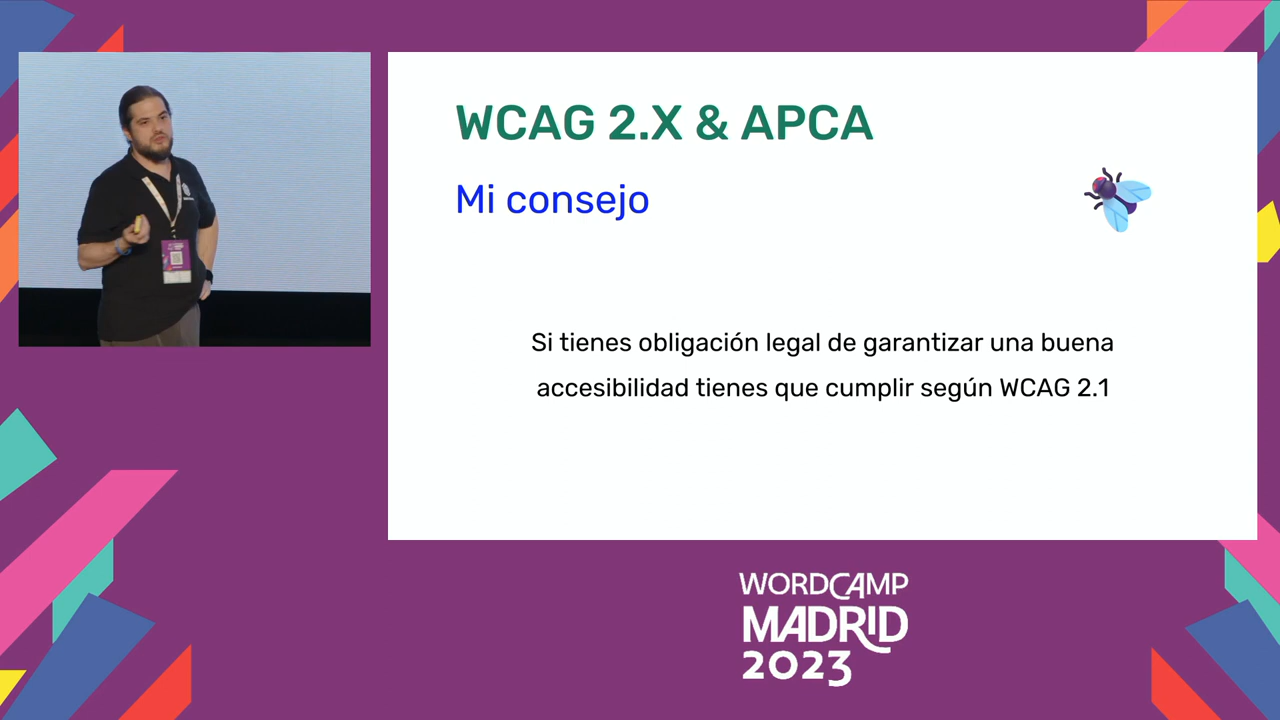 WCAG 2.X & APCA
Mi consejo
Si tienes obligación legal de garantizar una buena
accesibilidad tienes que cumplir según WCAG 2.1
WORDCAMP
MADRID
2023